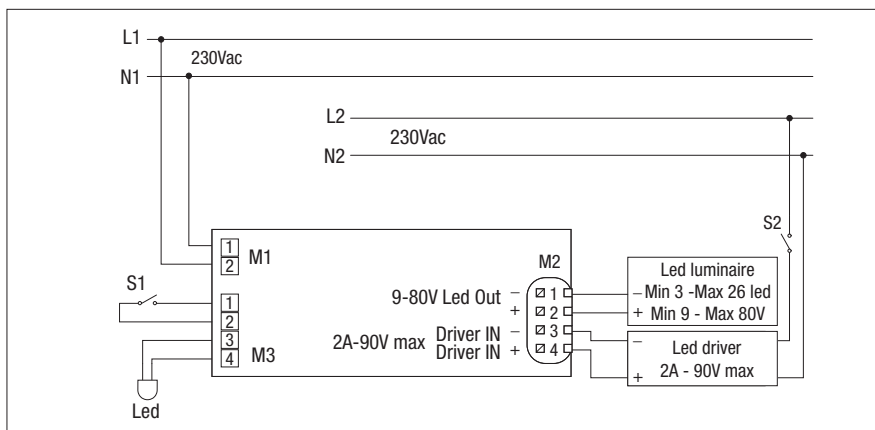 L1
230Vac
N1
L2
230Vac
N2
S2
1
2
M1
M2
S1
9-80V Led Out
−
+
1
2
Led luminaire
− Min 3 -Max 26 led
+ Min 9 - Max 80V
1
2
3
4
M3
2A-90V max
Driver IN −
Driver IN +
3
4
−
+
Led driver
2A - 90V max
Led